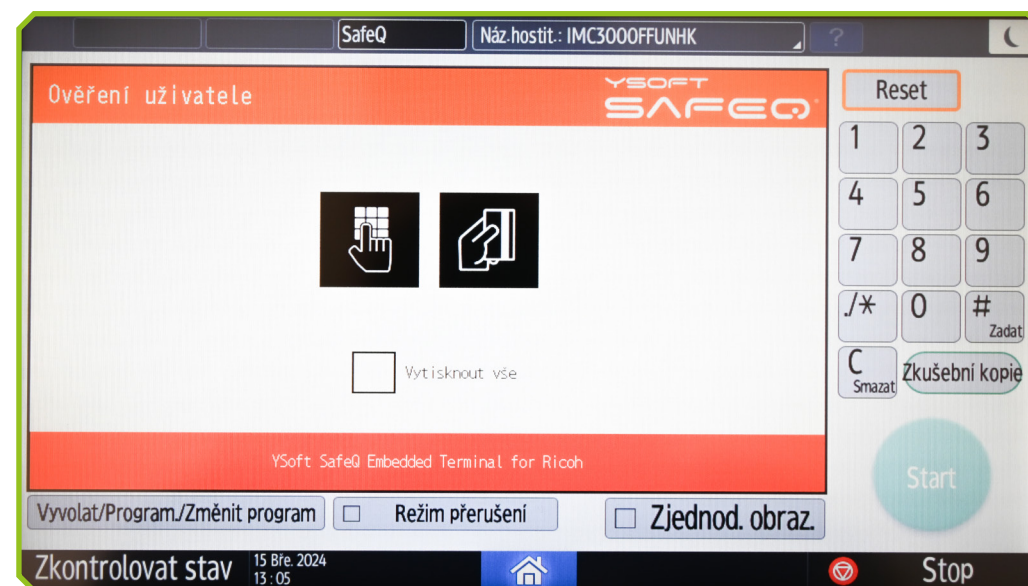 SafeQ
Náz.hostit.: IMC3000FFUNHK
?
Ověření uživatele
YSOFT
SAFEQ
Reset
1 2 3
4 5 6
7 8 9
./* 0 #
Zadat
C
Smazat
Zkušební kopie
Vytisknout vše
YSoft SafeQ Embedded Terminal for Ricoh
Start
Vyvolat/Program./Změnit program
Režim přerušení
Zjednod. obraz.
Zkontrolovat stav
15 Bře. 2024
13:05
Stop